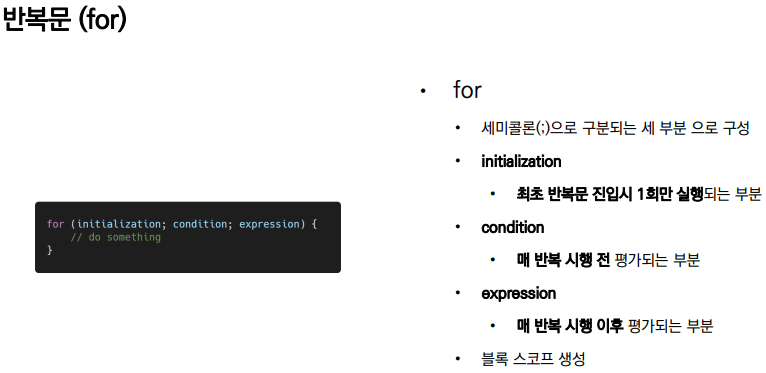 반복문 (for)
for (initialization; condition; expression) {
// do something
}
• for
• 세미콜론(;)으로 구분되는 세 부분 으로 구성
• initialization
• 최초 반복문 진입시 1회만 실행되는 부분
• condition
• 매 반복 시행 전 평가되는 부분
• expression
• 매 반복 시행 이후 평가되는 부분
• 블록 스코프 생성